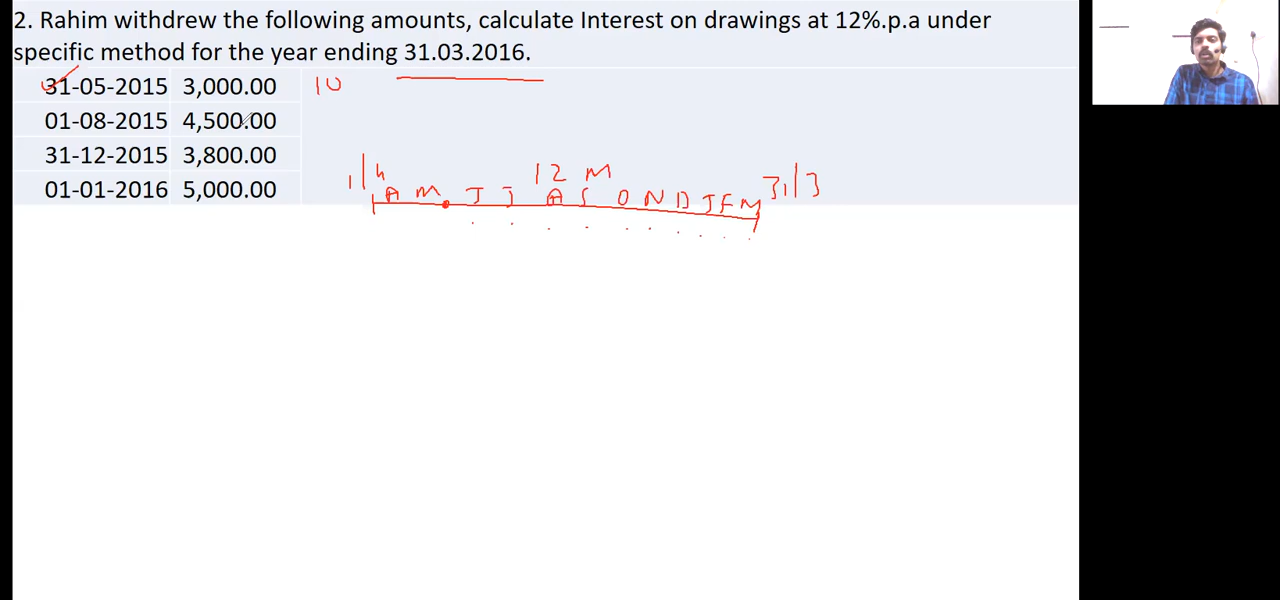 2. Rahim withdrew the following amounts, calculate Interest on drawings at 12%.p.a under
specific method for the year ending 31.03.2016.
31-05-2015 3,000.00 10
01-08-2015 4,500.00
31-12-2015 3,800.00
01-01-2016 5,000.00
12 M
1/4 31/3
A M J J A S O N D J F M